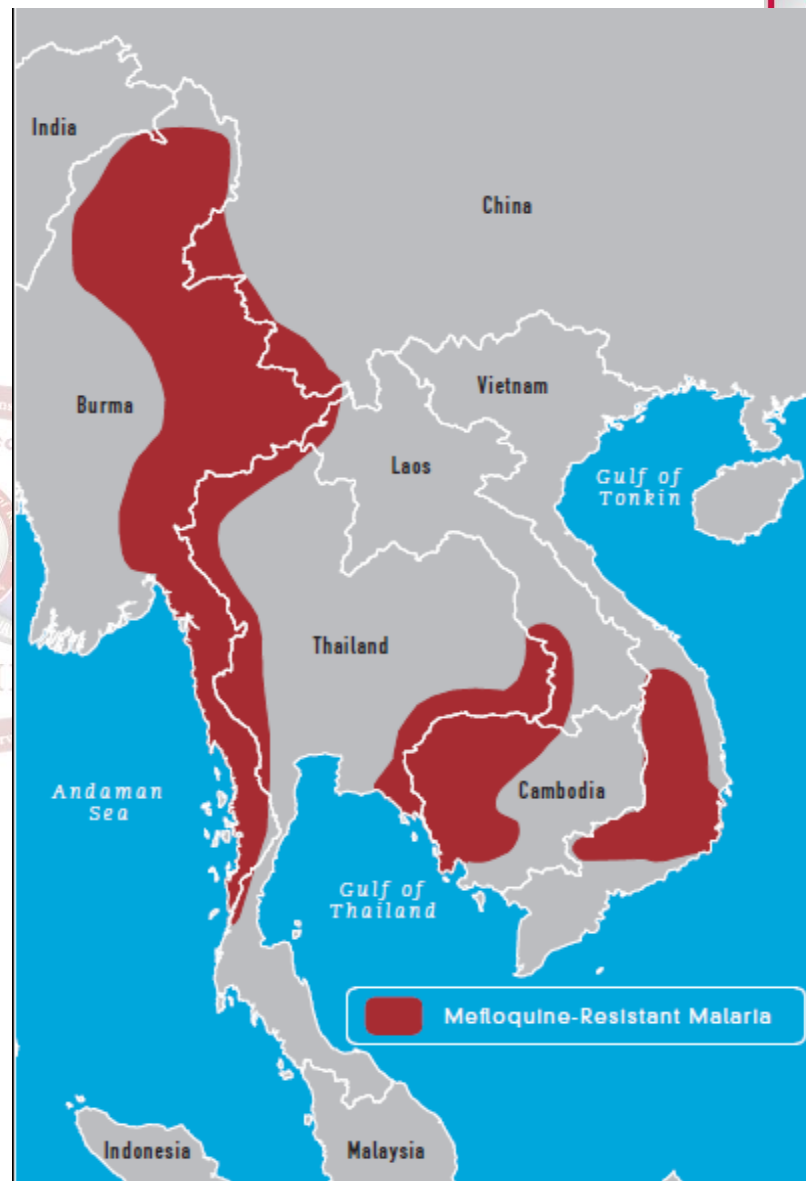 India
China
Burma
Vietnam
Laos
Gulf of
Tonkin
Thailand
Andaman
Sea
Cambodia
Gulf of
Thailand
Mefloquine-Resistant Malaria
Indonesia
Malaysia